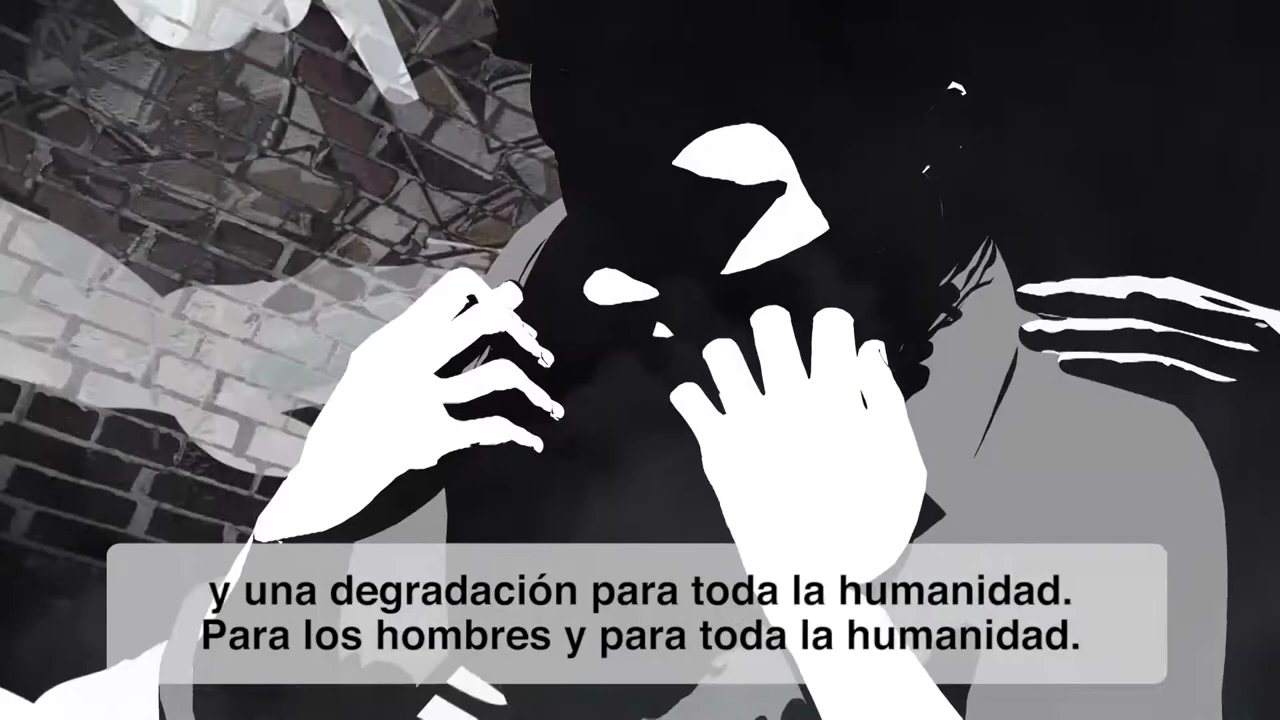 y una degradación para toda la humanidad.
Para los hombres y para toda la humanidad.